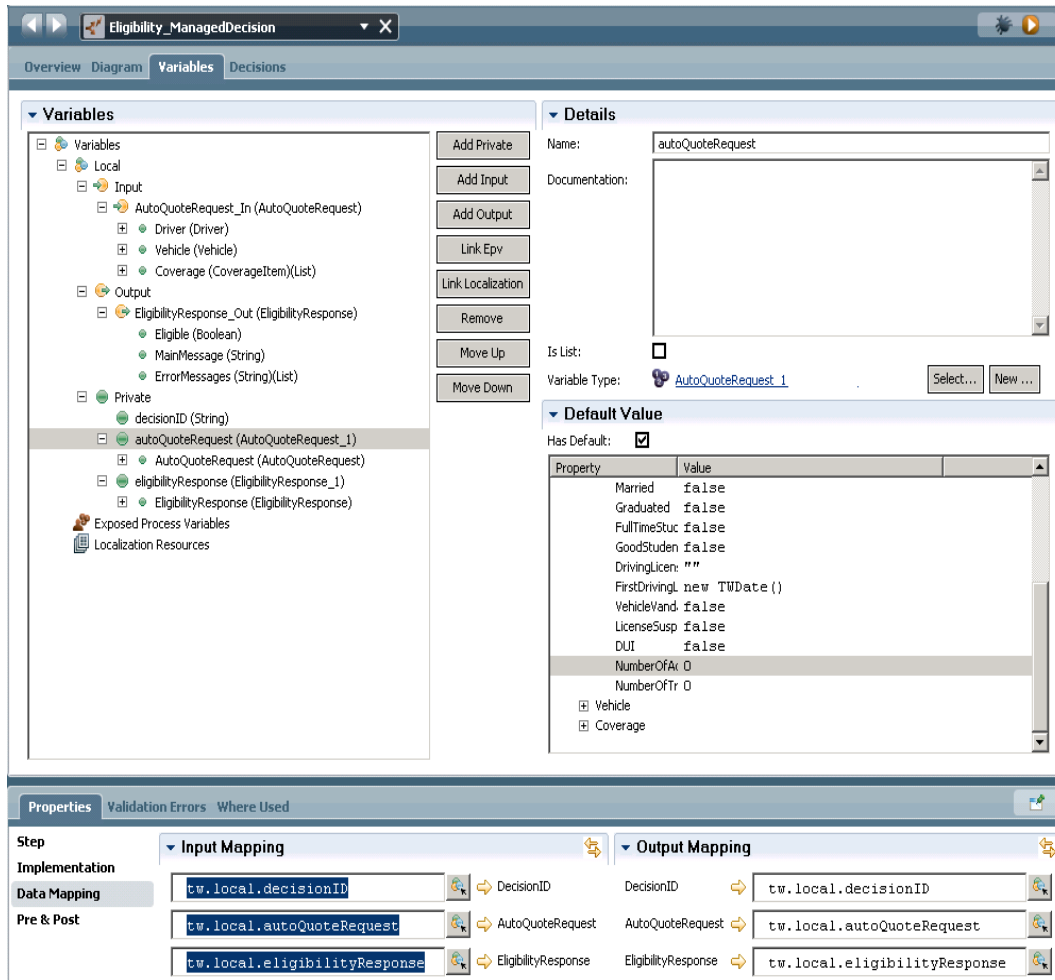 Eligibility_ManagedDecision
Overview Diagram Variables Decisions
Variables
Variables
Local
Input
AutoQuoteRequest_In (AutoQuoteRequest)
Driver (Driver)
Vehicle (Vehicle)
Coverage (CoverageItem)(List)
Output
EligibilityResponse_Out (EligibilityResponse)
Eligible (Boolean)
MainMessage (String)
ErrorMessages (String)(List)
Private
decisionID (String)
autoQuoteRequest (AutoQuoteRequest_1)
AutoQuoteRequest (AutoQuoteRequest)
eligibilityResponse (EligibilityResponse_1)
EligibilityResponse (EligibilityResponse)
Exposed Process Variables
Localization Resources
Add Private
Add Input
Add Output
Link Epv
Link Localization
Remove
Move Up
Move Down
Details
Name: autoQuoteRequest
Documentation:
Is List:
Variable Type: AutoQuoteRequest_1 Select... New ...
Default Value
Has Default:
Property Value
Married false
Graduated false
FullTimeStuc false
GoodStuden false
DrivingLicen: ""
FirstDrivingL new TWDate()
VehicleVand false
LicenseSusp false
DUI false
NumberOfAc 0
NumberOfTr 0
Vehicle
Coverage
Properties Validation Errors Where Used
Step
Implementation
Data Mapping
Pre & Post
Input Mapping
tw.local.decisionID DecisionID
tw.local.autoQuoteRequest AutoQuoteRequest
tw.local.eligibilityResponse EligibilityResponse
Output Mapping
DecisionID tw.local.decisionID
AutoQuoteRequest tw.local.autoQuoteRequest
EligibilityResponse tw.local.eligibilityResponse